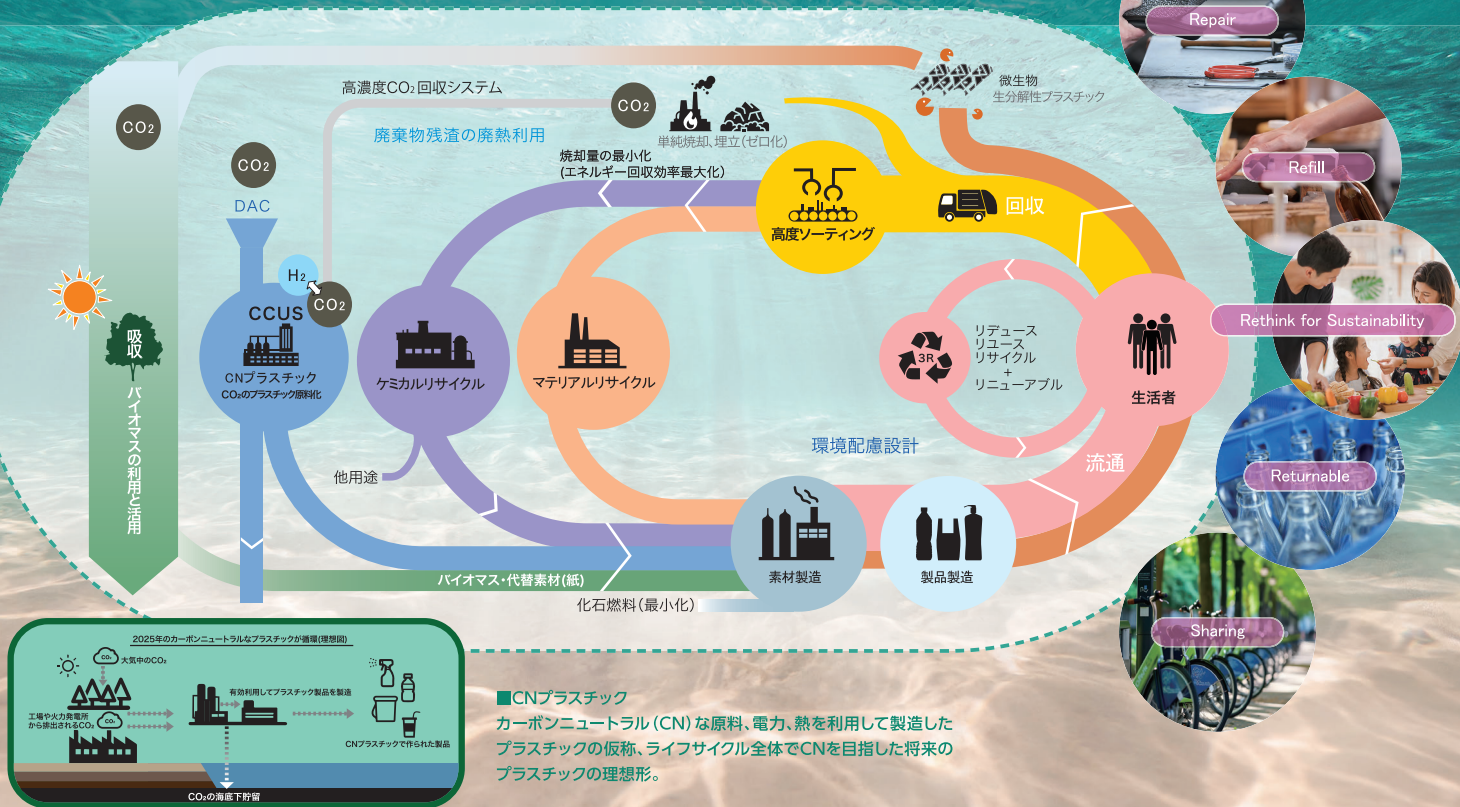 Repair
微生物
生分解性プラスチック
高濃度CO₂回収システム
CO₂
単純焼却、埋立(ゼロ化)
廃棄物残渣の廃熱利用
焼却量の最小化
(エネルギー回収効率最大化)
CO₂
CO₂
DAC
Refill
回収
高度ソーティング
H₂
CO₂
CCUS
CNプラスチック
CO₂のプラスチック原料化
ケミカルリサイクル
マテリアルリサイクル
3R
リデュース
リユース
リサイクル
+
リニューアブル
生活者
Rethink for Sustainability
吸収
バイオマスの利用と活用
他用途
環境配慮設計
流通
Returnable
素材製造
製品製造
バイオマス・代替素材(紙)
化石燃料(最小化)
Sharing
2025年のカーボンニュートラルなプラスチックが循環(理想図)
CO₂
大気中のCO₂
有効利用してプラスチック製品を製造
工場や火力発電所
から排出されるCO₂
CO₂
CNプラスチックで作られた製品
CO₂の海底下貯留
■CNプラスチック
カーボンニュートラル(CN)な原料、電力、熱を利用して製造した
プラスチックの仮称、ライフサイクル全体でCNを目指した将来の
プラスチックの理想形。